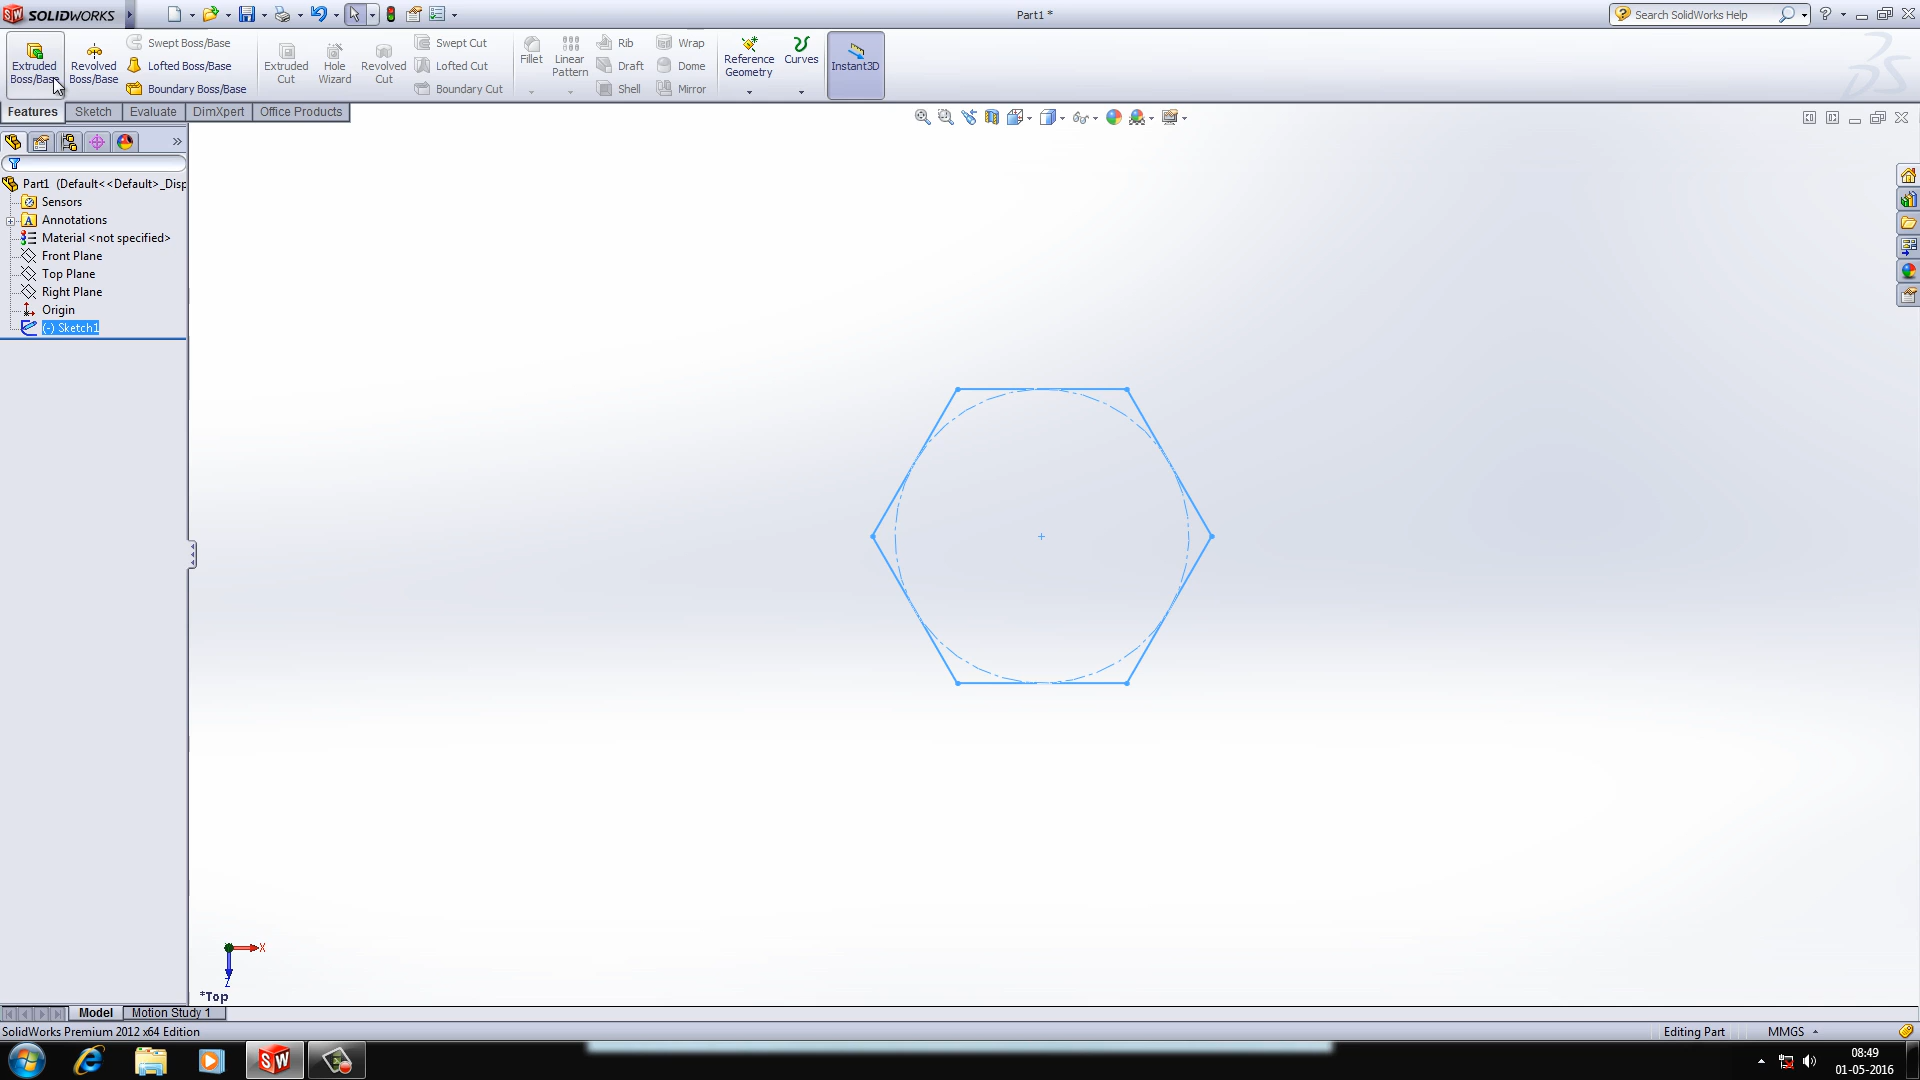 SOLIDWORKS
Part1 *
Search SolidWorks Help
Extruded Boss/Base
Revolved Boss/Base
Swept Boss/Base
Lofted Boss/Base
Boundary Boss/Base
Extruded Cut
Hole Wizard
Revolved Cut
Swept Cut
Lofted Cut
Boundary Cut
Fillet
Linear Pattern
Rib
Draft
Shell
Wrap
Dome
Mirror
Reference Geometry
Curves
Instant3D
Features
Sketch
Evaluate
DimXpert
Office Products
Part1 (Default<<Default>_Disp
Sensors
Annotations
Material <not specified>
Front Plane
Top Plane
Right Plane
Origin
(-) Sketch1
X
Z
*Top
Model
Motion Study 1
SolidWorks Premium 2012 x64 Edition
Editing Part
MMGS
08:49
01-05-2016